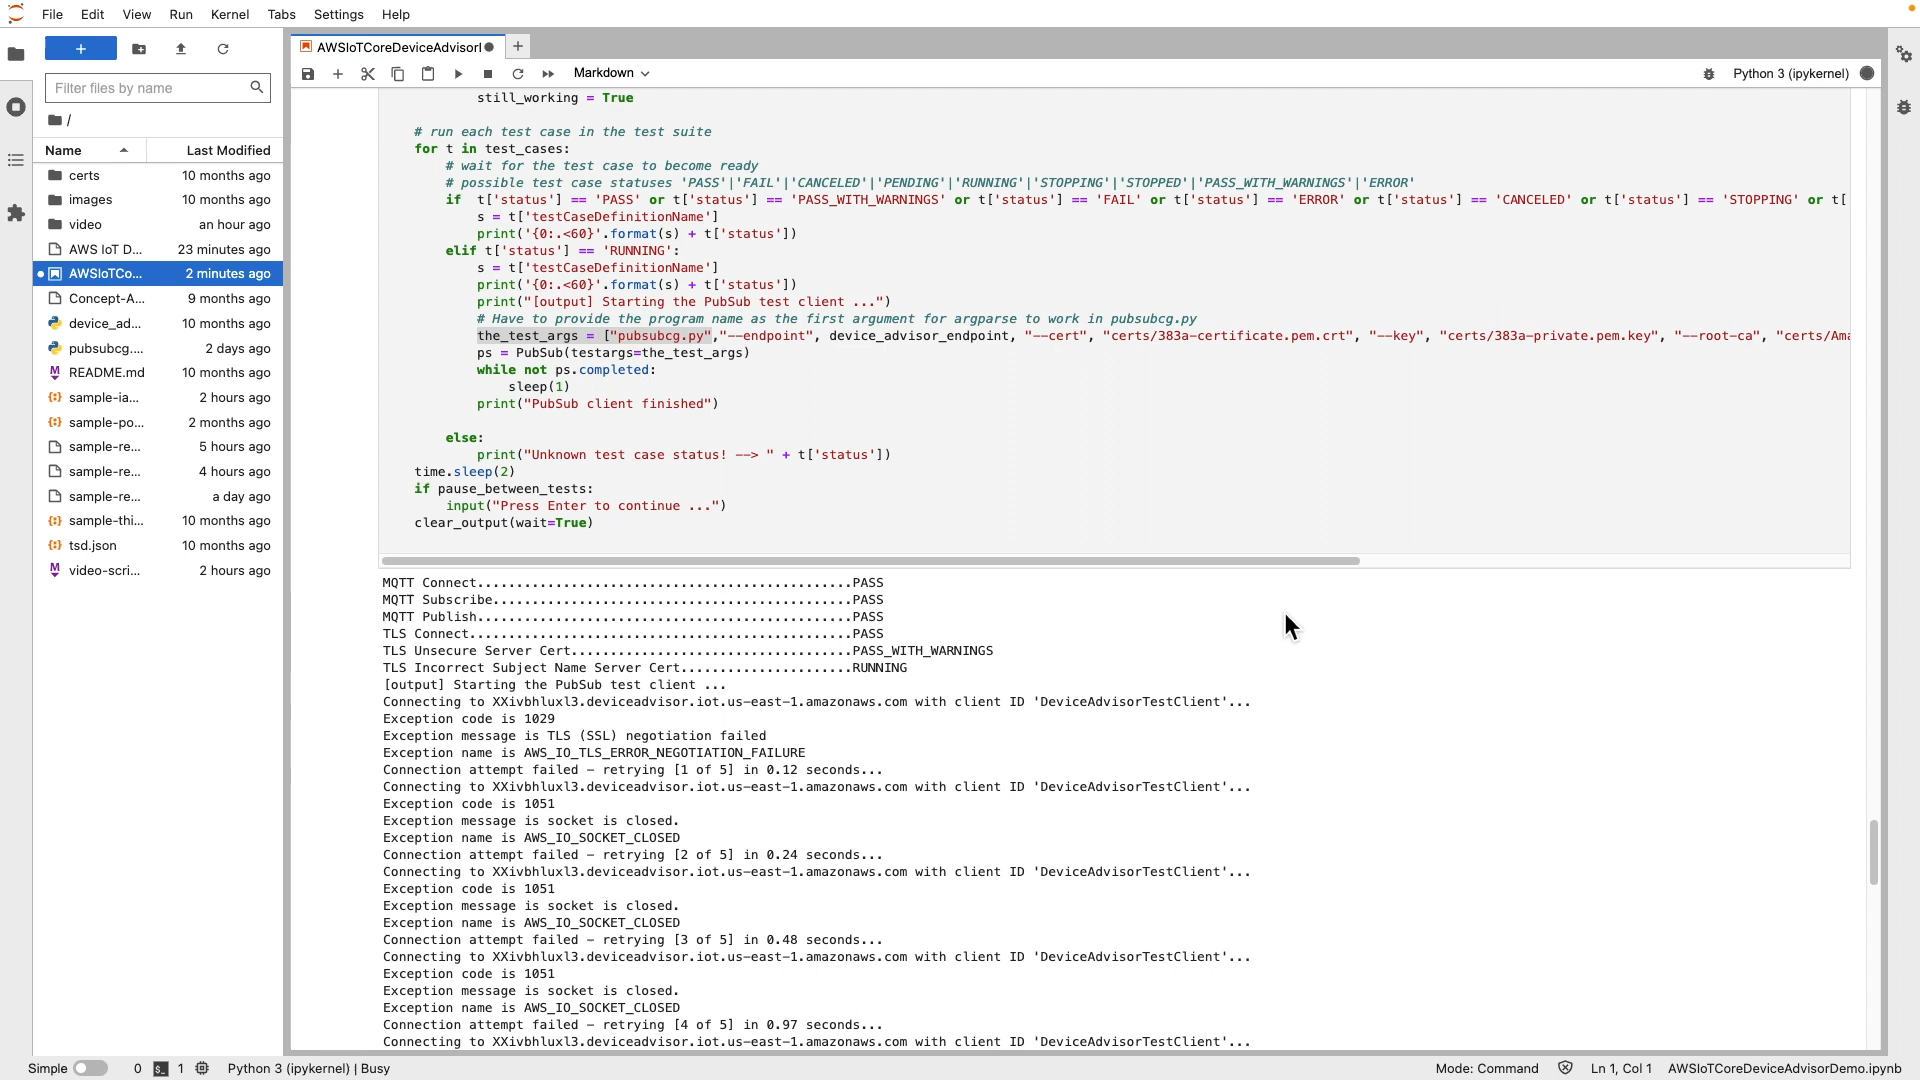 File Edit View Run Kernel Tabs Settings Help
AWSIoTCoreDeviceAdvisorI
Markdown
Python 3 (ipykernel)
Filter files by name
/
Name Last Modified
certs 10 months ago
images 10 months ago
video an hour ago
AWS IoT D... 23 minutes ago
AWSIoTCo... 2 minutes ago
Concept-A... 9 months ago
device_ad... 10 months ago
pubsubcg.... 2 days ago
README.md 10 months ago
sample-ia... 2 hours ago
sample-po... 2 months ago
sample-re... 5 hours ago
sample-re... 4 hours ago
sample-re... a day ago
sample-thi... 10 months ago
tsd.json 10 months ago
video-scri... 2 hours ago
still_working = True
# run each test case in the test suite
for t in test_cases:
# wait for the test case to become ready
# possible test case statuses 'PASS'|'FAIL'|'CANCELED'|'PENDING'|'RUNNING'|'STOPPING'|'STOPPED'|'PASS_WITH_WARNINGS'|'ERROR'
if t['status'] == 'PASS' or t['status'] == 'PASS_WITH_WARNINGS' or t['status'] == 'FAIL' or t['status'] == 'ERROR' or t['status'] == 'CANCELED' or t['status'] == 'STOPPING' or t[
s = t['testCaseDefinitionName']
print('{0:.<60}'.format(s) + t['status'])
elif t['status'] == 'RUNNING':
s = t['testCaseDefinitionName']
print('{0:.<60}'.format(s) + t['status'])
print("[output] Starting the PubSub test client ...")
# Have to provide the program name as the first argument for argparse to work in pubsubcg.py
the_test_args = ["pubsubcg.py","--endpoint", device_advisor_endpoint, "--cert", "certs/383a-certificate.pem.crt", "--key", "certs/383a-private.pem.key", "--root-ca", "certs/Ama
ps = PubSub(testargs=the_test_args)
while not ps.completed:
sleep(1)
print("PubSub client finished")
else:
print("Unknown test case status! --> " + t['status'])
time.sleep(2)
if pause_between_tests:
input("Press Enter to continue ...")
clear_output(wait=True)
MQTT Connect................................................PASS
MQTT Subscribe..............................................PASS
MQTT Publish................................................PASS
TLS Connect.................................................PASS
TLS Unsecure Server Cert....................................PASS_WITH_WARNINGS
TLS Incorrect Subject Name Server Cert......................RUNNING
[output] Starting the PubSub test client ...
Connecting to XXivbhluxl3.deviceadvisor.iot.us-east-1.amazonaws.com with client ID 'DeviceAdvisorTestClient'...
Exception code is 1029
Exception message is TLS (SSL) negotiation failed
Exception name is AWS_IO_TLS_ERROR_NEGOTIATION_FAILURE
Connection attempt failed - retrying [1 of 5] in 0.12 seconds...
Connecting to XXivbhluxl3.deviceadvisor.iot.us-east-1.amazonaws.com with client ID 'DeviceAdvisorTestClient'...
Exception code is 1051
Exception message is socket is closed.
Exception name is AWS_IO_SOCKET_CLOSED
Connection attempt failed - retrying [2 of 5] in 0.24 seconds...
Connecting to XXivbhluxl3.deviceadvisor.iot.us-east-1.amazonaws.com with client ID 'DeviceAdvisorTestClient'...
Exception code is 1051
Exception message is socket is closed.
Exception name is AWS_IO_SOCKET_CLOSED
Connection attempt failed - retrying [3 of 5] in 0.48 seconds...
Connecting to XXivbhluxl3.deviceadvisor.iot.us-east-1.amazonaws.com with client ID 'DeviceAdvisorTestClient'...
Exception code is 1051
Exception message is socket is closed.
Exception name is AWS_IO_SOCKET_CLOSED
Connection attempt failed - retrying [4 of 5] in 0.97 seconds...
Connecting to XXivbhluxl3.deviceadvisor.iot.us-east-1.amazonaws.com with client ID 'DeviceAdvisorTestClient'...
Simple 0 1 Python 3 (ipykernel) | Busy Mode: Command Ln 1, Col 1 AWSIoTCoreDeviceAdvisorDemo.ipynb